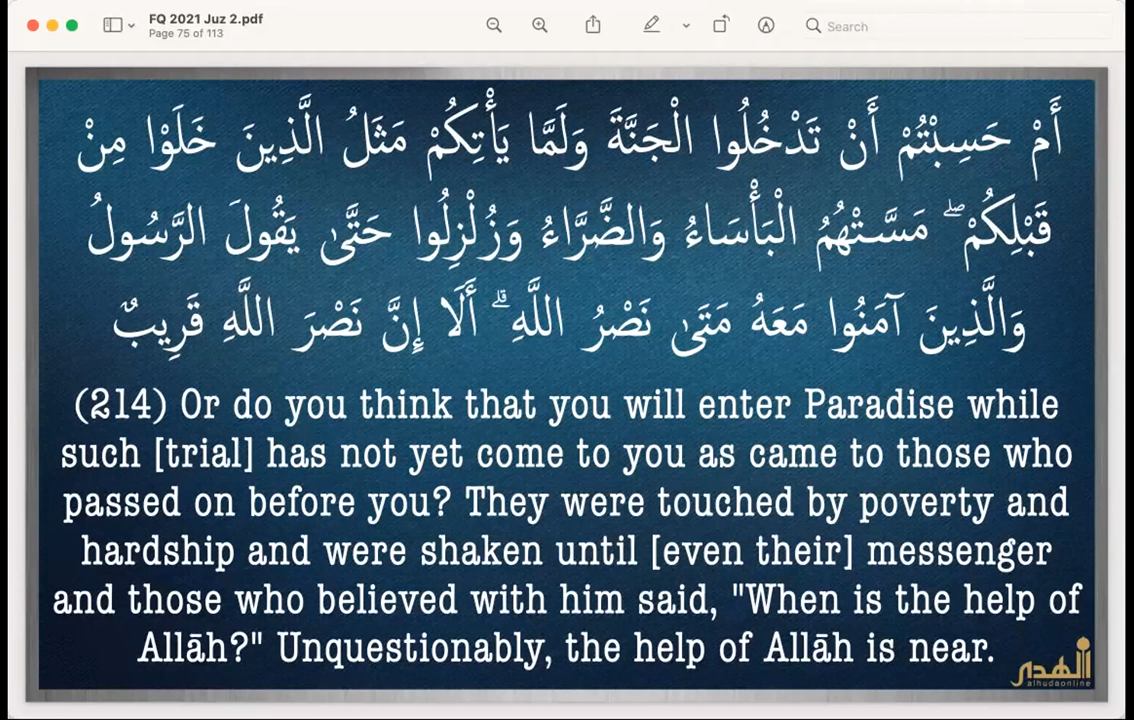 FQ 2021 Juz 2.pdf
Page 75 of 113
Search
أَمْ حَسِبْتُمْ أَنْ تَدْخُلُوا الْجَنَّةَ وَلَمَّا يَأْتِكُمْ مَثَلُ الَّذِينَ خَلَوْا مِنْ
قَبْلِكُمْ ۖ مَسَّتْهُمُ الْبَأْسَاءُ وَالضَّرَّاءُ وَزُلْزِلُوا حَتَّىٰ يَقُولَ الرَّسُولُ
وَالَّذِينَ آمَنُوا مَعَهُ مَتَىٰ نَصْرُ اللَّهِ ۗ أَلَا إِنَّ نَصْرَ اللَّهِ قَرِيبٌ
(214) Or do you think that you will enter Paradise while
such [trial] has not yet come to you as came to those who
passed on before you? They were touched by poverty and
hardship and were shaken until [even their] messenger
and those who believed with him said, "When is the help of
Allāh?" Unquestionably, the help of Allāh is near.
الهدى
alhudaonline